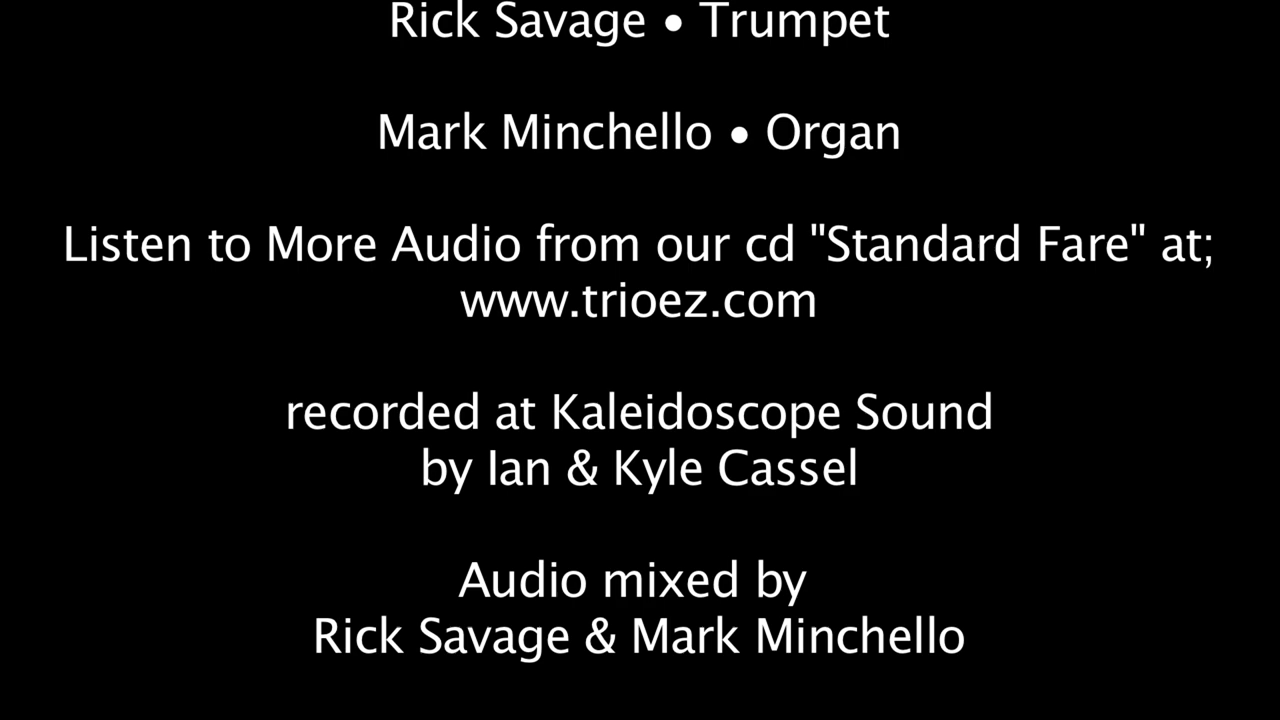 Rick Savage • Trumpet
Mark Minchello • Organ
Listen to More Audio from our cd "Standard Fare" at;
www.trioez.com
recorded at Kaleidoscope Sound
by Ian & Kyle Cassel
Audio mixed by
Rick Savage & Mark Minchello